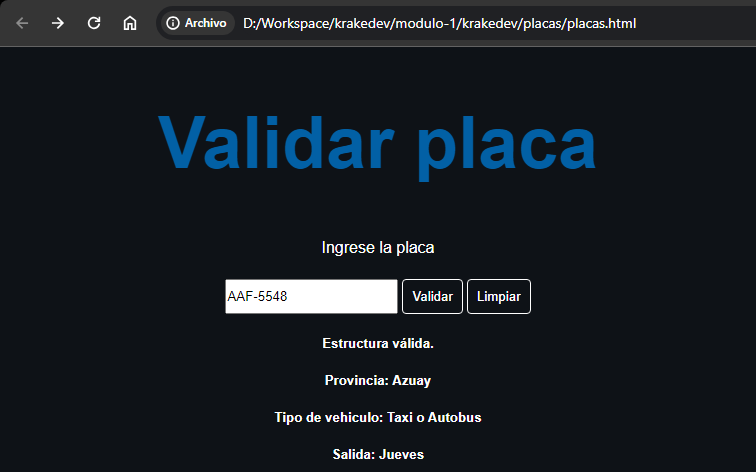 Archivo D:/Workspace/krakedev/modulo-1/krakedev/placas/placas.html
Validar placa
Ingrese la placa
AAF-5548 Validar Limpiar
Estructura válida.
Provincia: Azuay
Tipo de vehiculo: Taxi o Autobus
Salida: Jueves